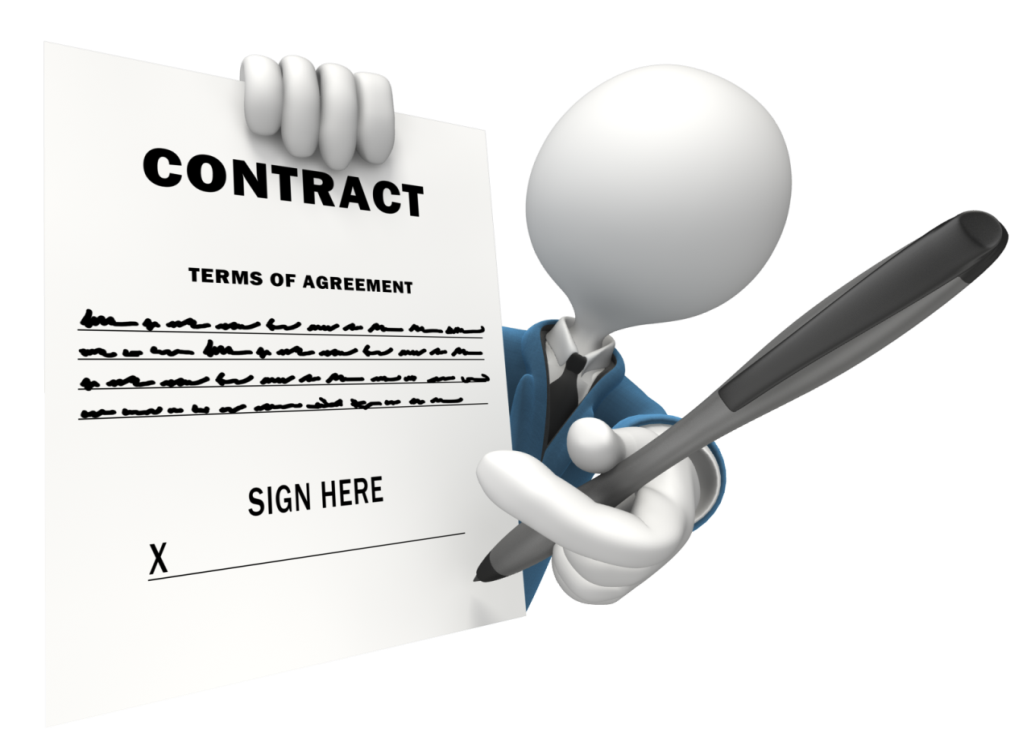 CONTRACT
TERMS OF AGREEMENT
SIGN HERE
X